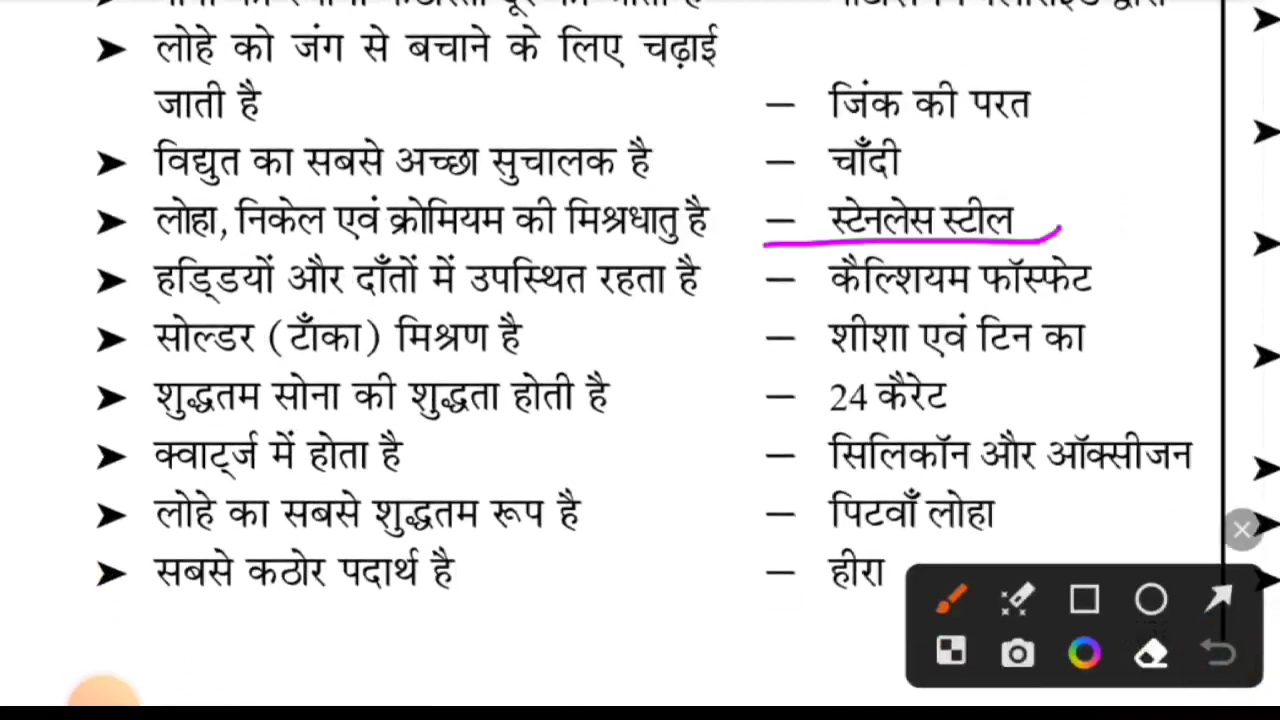 ➤ लोहे को जंग से बचाने के लिए चढ़ाई
जाती है – जिंक की परत
➤ विद्युत का सबसे अच्छा सुचालक है – चाँदी
➤ लोहा, निकेल एवं क्रोमियम की मिश्रधातु है – स्टेनलेस स्टील
➤ हड्डियों और दाँतों में उपस्थित रहता है – कैल्शियम फॉस्फेट
➤ सोल्डर (टाँका) मिश्रण है – शीशा एवं टिन का
➤ शुद्धतम सोना की शुद्धता होती है – 24 कैरेट
➤ क्वार्ट्ज में होता है – सिलिकॉन और ऑक्सीजन
➤ लोहे का सबसे शुद्धतम रूप है – पिटवाँ लोहा
➤ सबसे कठोर पदार्थ है – हीरा